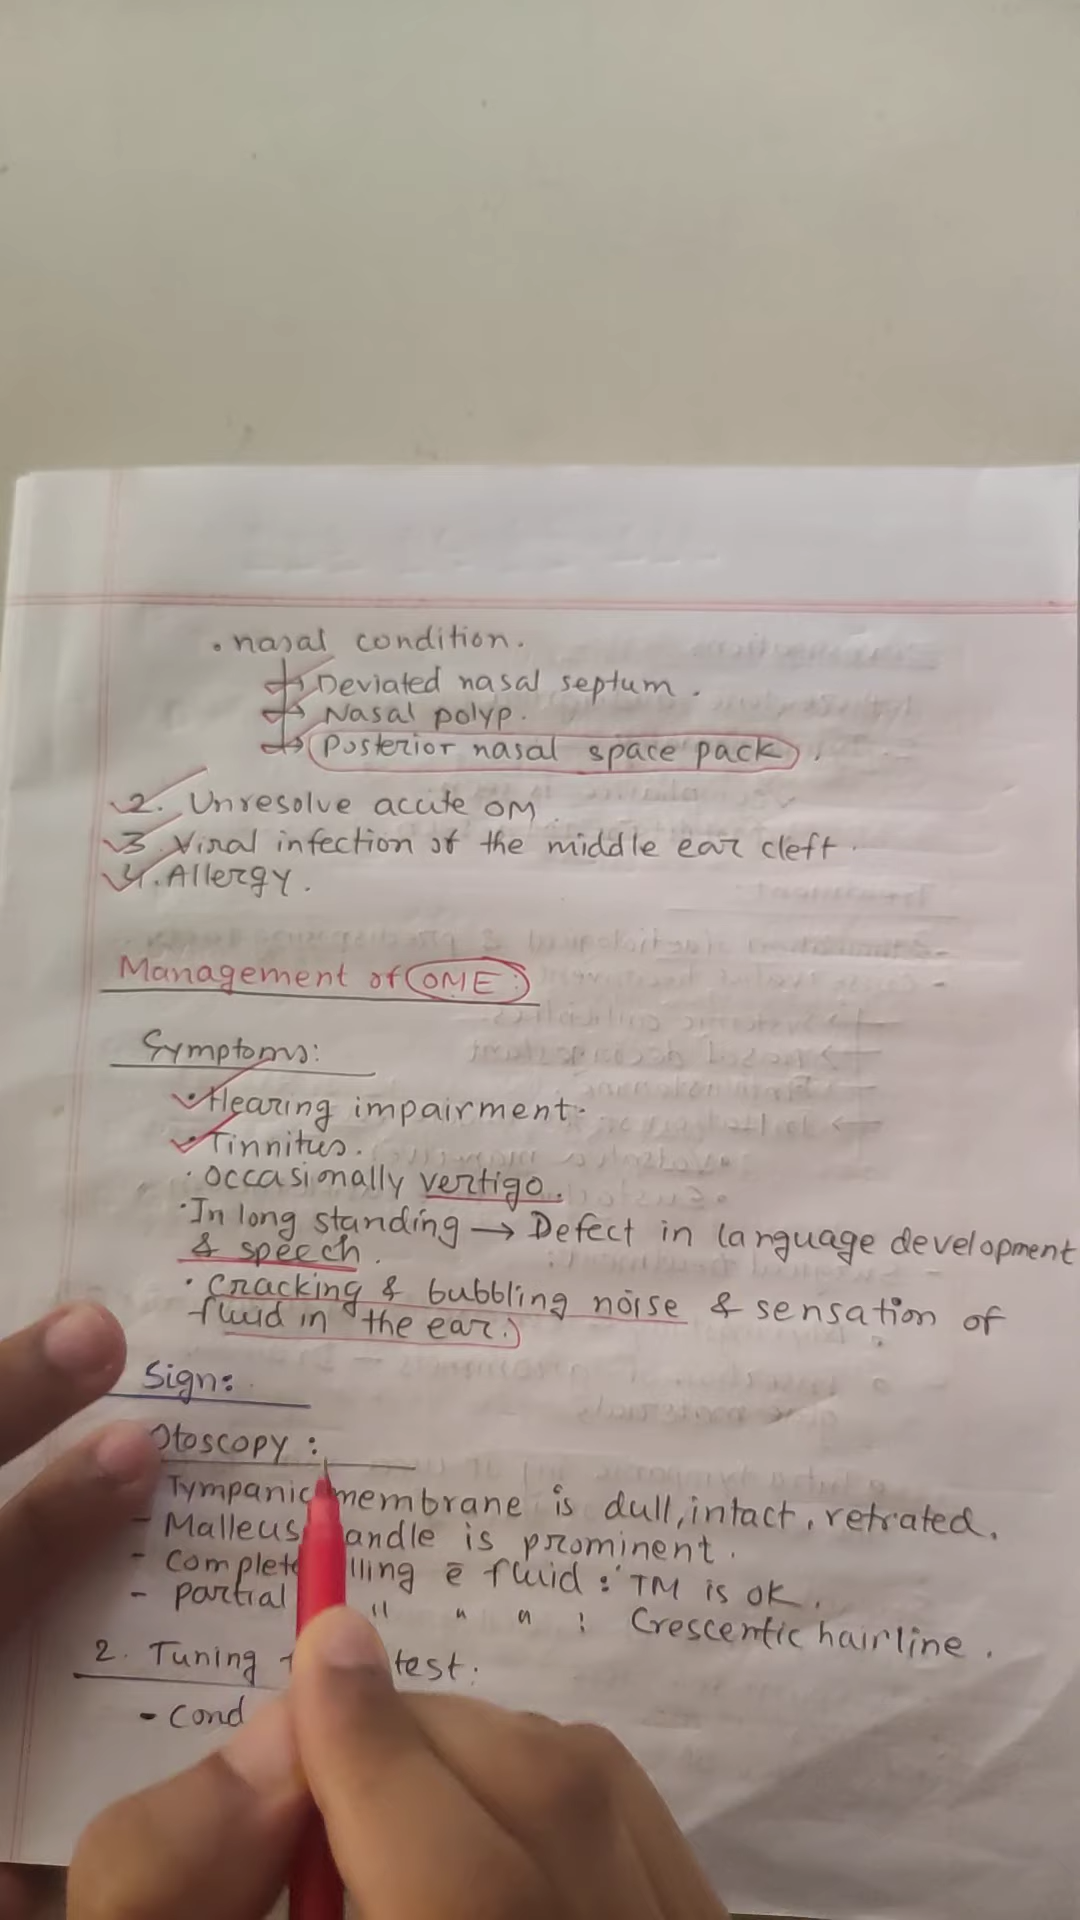 . nasal condition.
→ Deviated nasal septum.
→ Nasal polyp.
→ Posterior nasal space pack.
2. Unresolve acute OM.
3. Viral infection of the middle ear cleft.
4. Allergy.
Management of OME:
Symptoms:
• Hearing impairment.
• Tinnitus.
• Occasionally vertigo.
• In long standing → Defect in language development
& speech.
• Cracking & bubbling noise & sensation of
fluid in the ear.
Sign:
Otoscopy:
Tympanic membrane is dull, intact, retrated.
- Malleus handle is prominent.
- Complete filling c̄ fluid: TM is ok.
- partial " " " : Crescentic hairline.
2. Tuning test:
- Cond